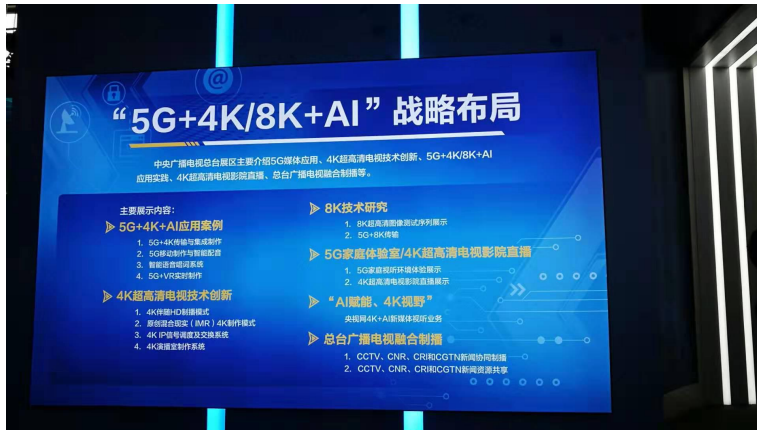 “5G+4K/8K+AI”战略布局
中央广播电视总台展区主要介绍5G媒体应用、4K超高清电视技术创新、5G+4K/8K+AI
应用实践、4K超高清电视影院直播、总台广播电视融合制播等。
主要展示内容：
5G+4K+AI应用案例
1. 5G+4K传输与集成制作
2. 5G移动制作与智能配音
3. 智能语音唱词系统
4. 5G+VR实时制作
4K超高清电视技术创新
1. 4K伴随HD制播模式
2. 原创混合现实（IMR）4K制作模式
3. 4K IP信号调度及交换系统
4. 4K演播室制作系统
8K技术研究
1. 8K超高清图像测试序列展示
2. 5G+8K传输
5G家庭体验室/4K超高清电视影院直播
1. 5G家庭视听环境体验展示
2. 4K超高清电视影院直播展示
“AI赋能、4K视野”
央视网4K+AI新媒体视听业务
总台广播电视融合制播
1. CCTV、CNR、CRI和CGTN新闻协同制播
2. CCTV、CNR、CRI和CGTN新闻资源共享